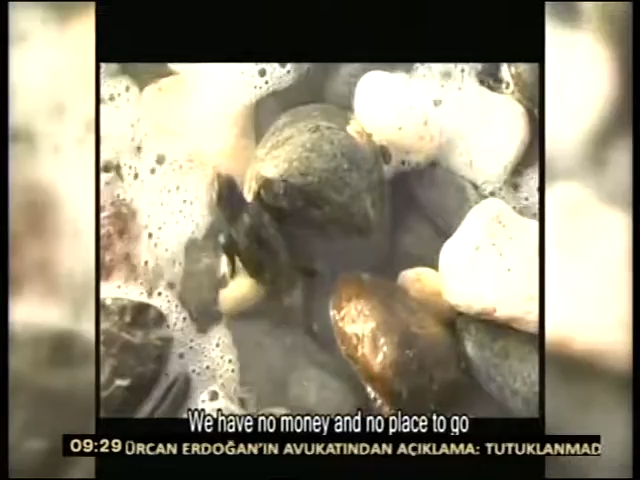 We have no money and no place to go
09:29 ÜRCAN ERDOĞAN'IN AVUKATINDAN AÇIKLAMA: TUTUKLANMAD